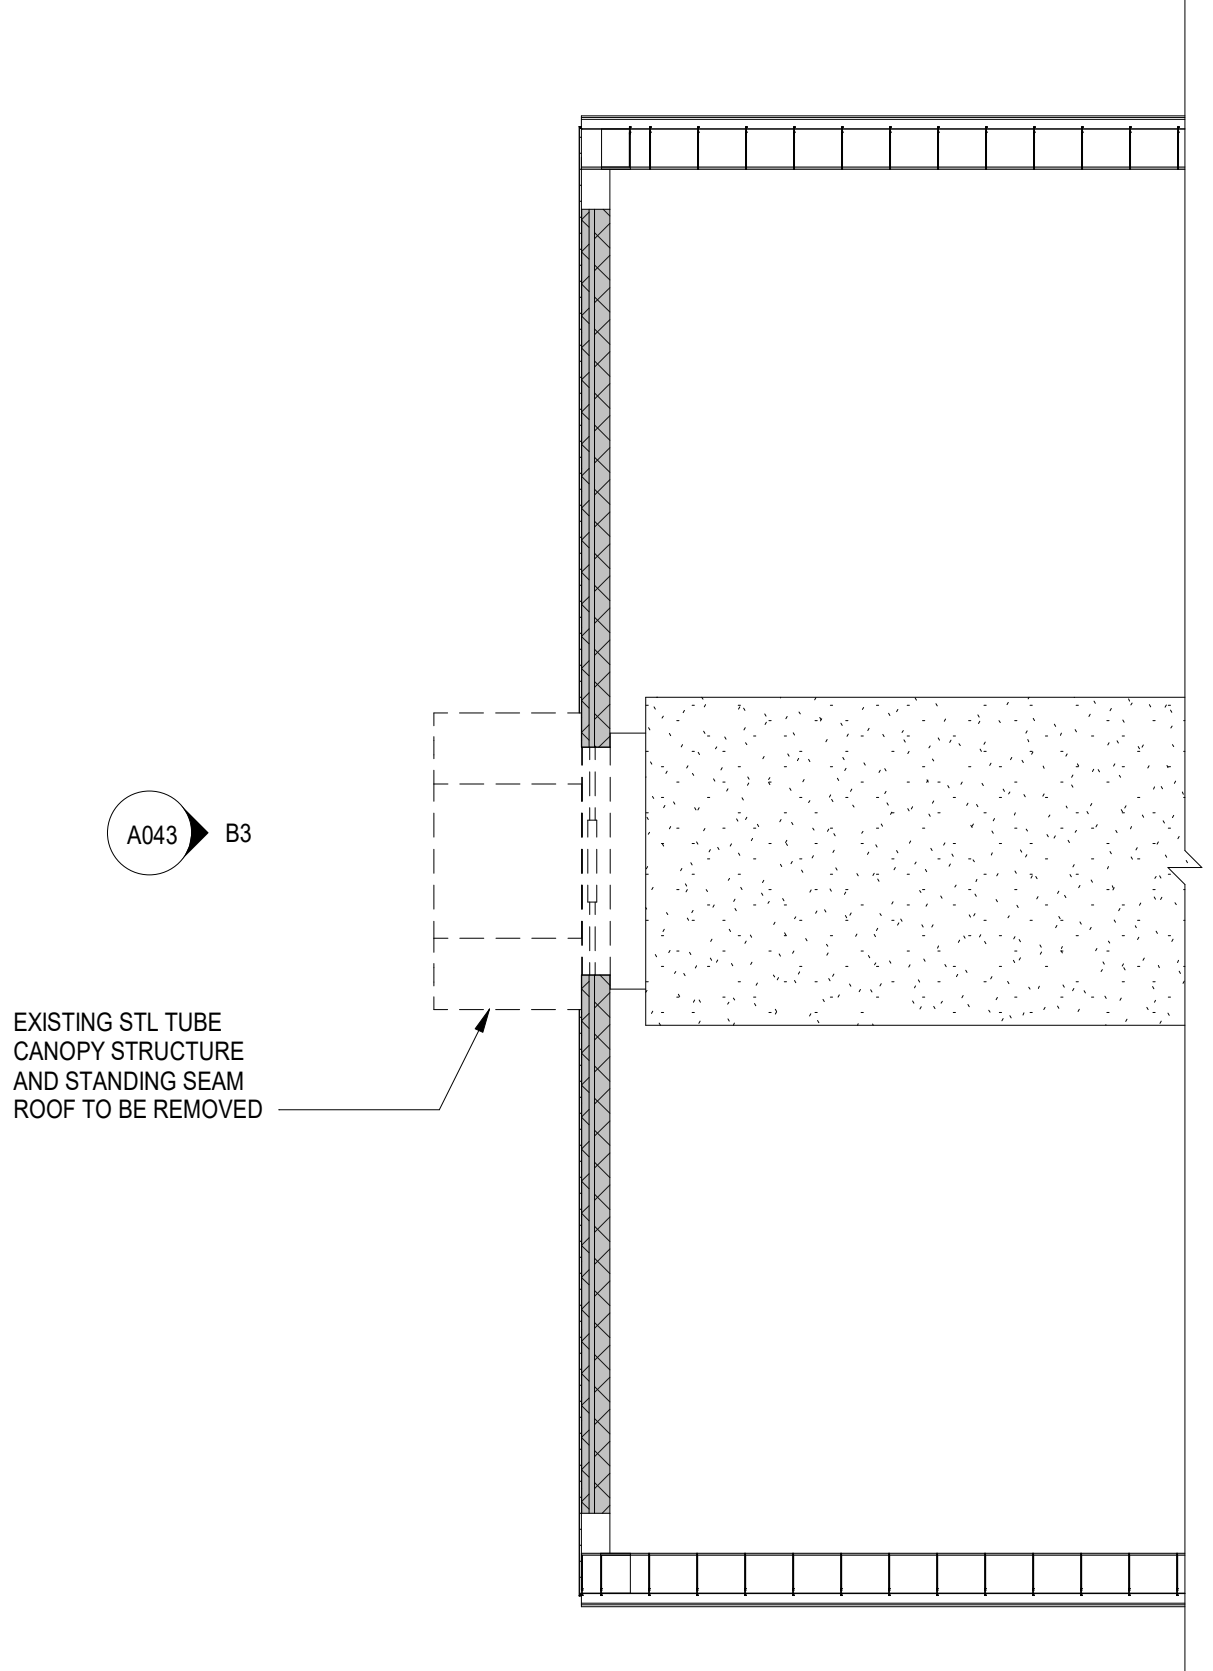 A043 B3
EXISTING STL TUBE
CANOPY STRUCTURE
AND STANDING SEAM
ROOF TO BE REMOVED